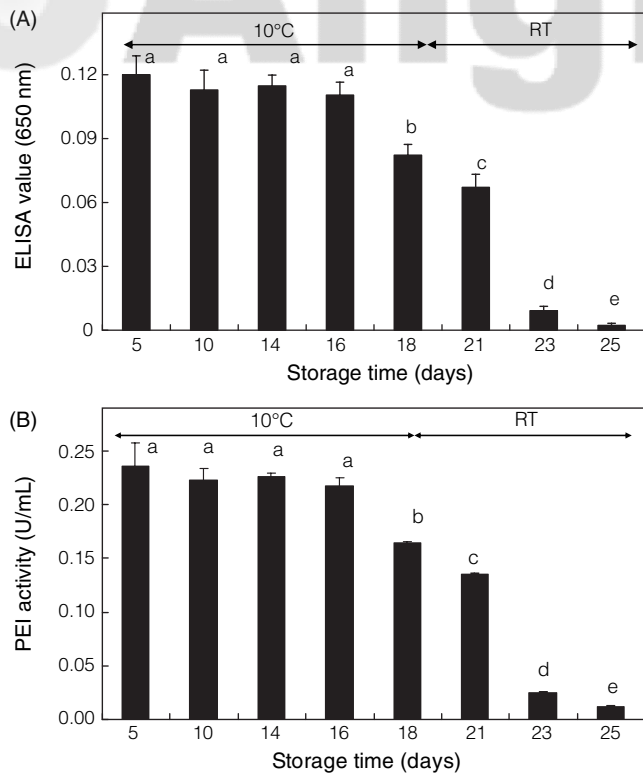 (A)
10°C RT
ELISA value (650 nm)
0.12
0.09
0.06
0.03
0
a a a a b c d e
5 10 14 16 18 21 23 25
Storage time (days)
(B)
10°C RT
PEI activity (U/mL)
0.25
0.20
0.15
0.10
0.05
0.00
a a a a b c d e
5 10 14 16 18 21 23 25
Storage time (days)